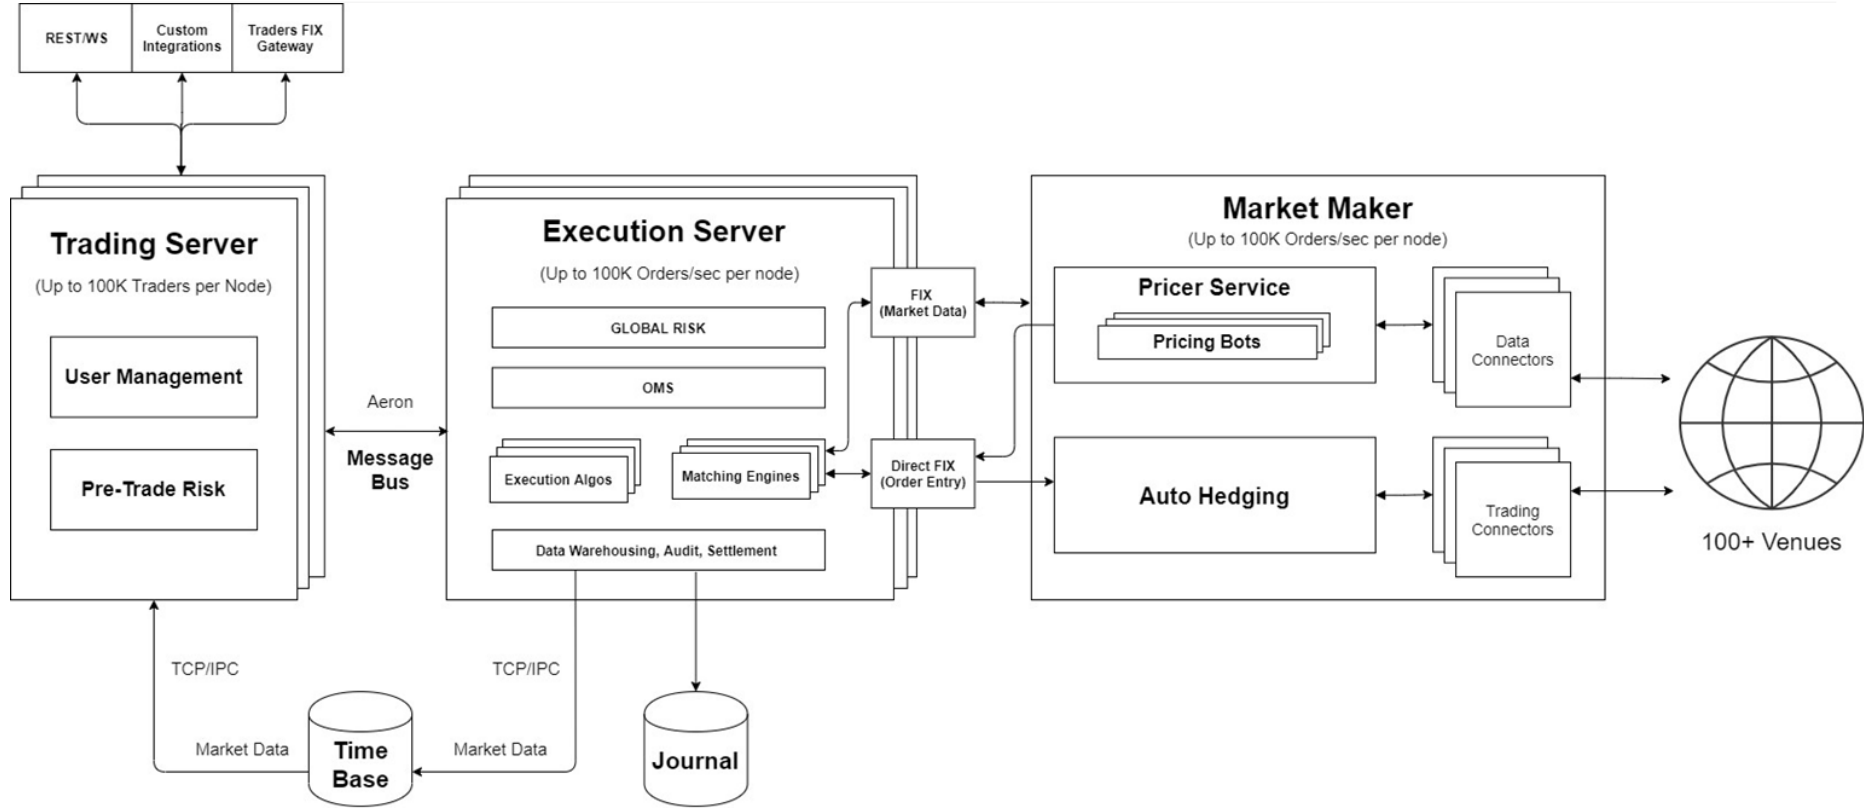 REST/WS
Custom
Integrations
Traders FIX
Gateway
Trading Server
(Up to 100K Traders per Node)
User Management
Pre-Trade Risk
Aeron
Message
Bus
Execution Server
(Up to 100K Orders/sec per node)
GLOBAL RISK
OMS
Execution Algos
Matching Engines
Data Warehousing, Audit, Settlement
FIX
(Market Data)
Direct FIX
(Order Entry)
Market Maker
(Up to 100K Orders/sec per node)
Pricer Service
Pricing Bots
Data
Connectors
Auto Hedging
Trading
Connectors
100+ Venues
TCP/IPC
Market Data
Time
Base
TCP/IPC
Market Data
Journal